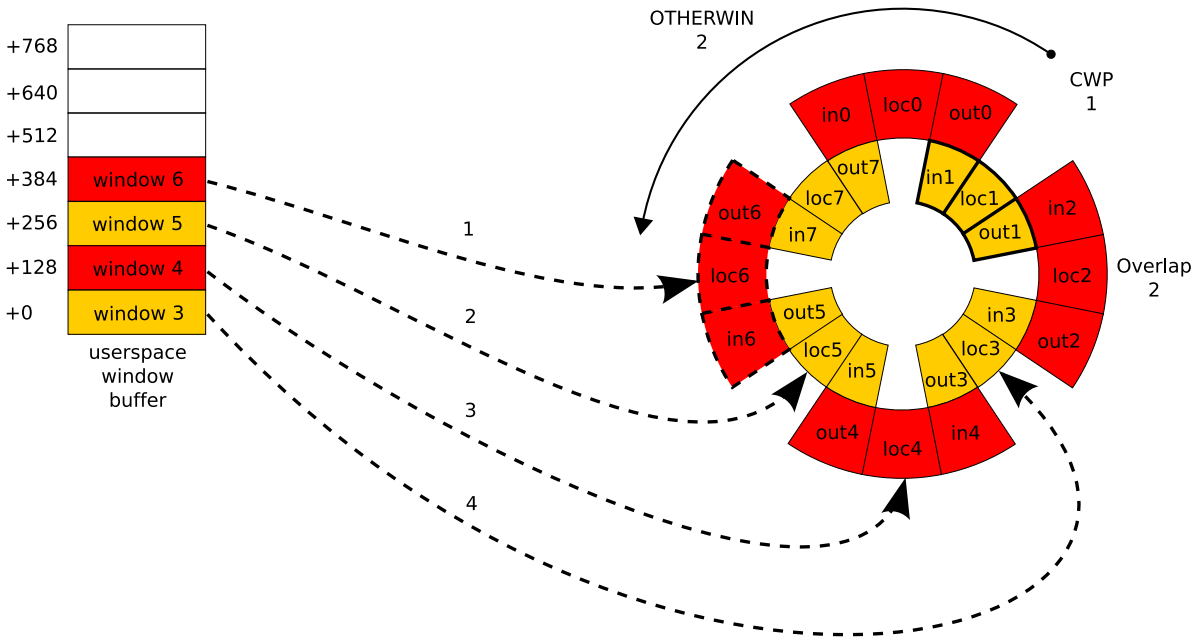 OTHERWIN
2
CWP
1
+768
+640
+512
+384
window 6
+256
window 5
+128
window 4
+0
window 3
userspace
window
buffer
1
2
3
4
in0
loc0
out0
in1
loc1
out1
in2
loc2
out2
Overlap
2
in3
loc3
out3
in4
loc4
out4
in5
loc5
out5
in6
loc6
out6
in7
loc7
out7